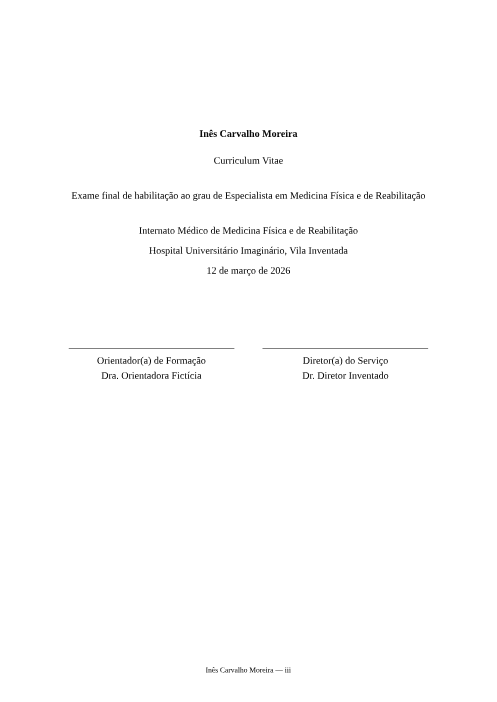 Inês Carvalho Moreira
Curriculum Vitae
Exame final de habilitação ao grau de Especialista em Medicina Física e de Reabilitação
Internato Médico de Medicina Física e de Reabilitação
Hospital Universitário Imaginário, Vila Inventada
12 de março de 2026
Orientador(a) de Formação
Dra. Orientadora Fictícia
Diretor(a) do Serviço
Dr. Diretor Inventado
Inês Carvalho Moreira — iii